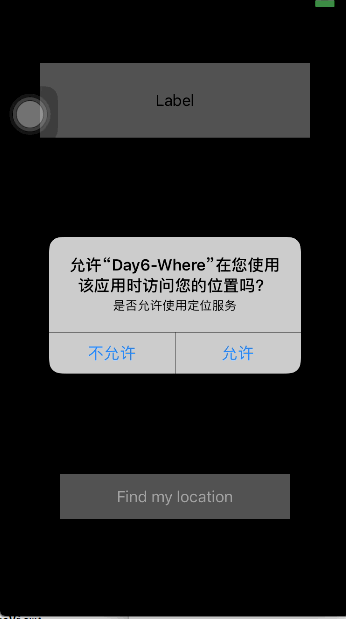 Label
允许“Day6-Where”在您使用
该应用时访问您的位置吗？
是否允许使用定位服务
不允许
允许
Find my location